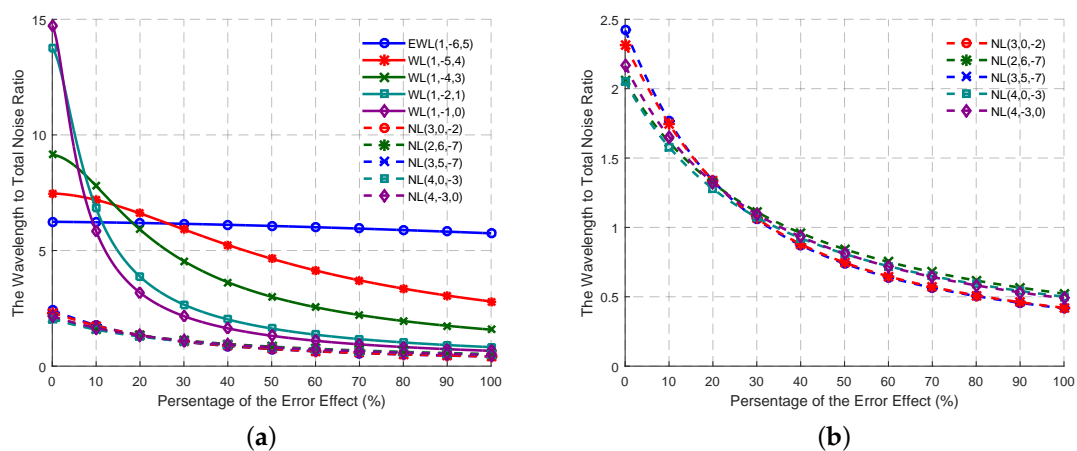 The Wavelength to Total Noise Ratio
15
10
5
0
0 10 20 30 40 50 60 70 80 90 100
Persentage of the Error Effect (%)
EWL(1,-6,5)
WL(1,-5,4)
WL(1,-4,3)
WL(1,-2,1)
WL(1,-1,0)
NL(3,0,-2)
NL(2,6,-7)
NL(3,5,-7)
NL(4,0,-3)
NL(4,-3,0)
(a)
The Wavelength to Total Noise Ratio
2.5
2
1.5
1
0.5
0
0 10 20 30 40 50 60 70 80 90 100
Persentage of the Error Effect (%)
NL(3,0,-2)
NL(2,6,-7)
NL(3,5,-7)
NL(4,0,-3)
NL(4,-3,0)
(b)